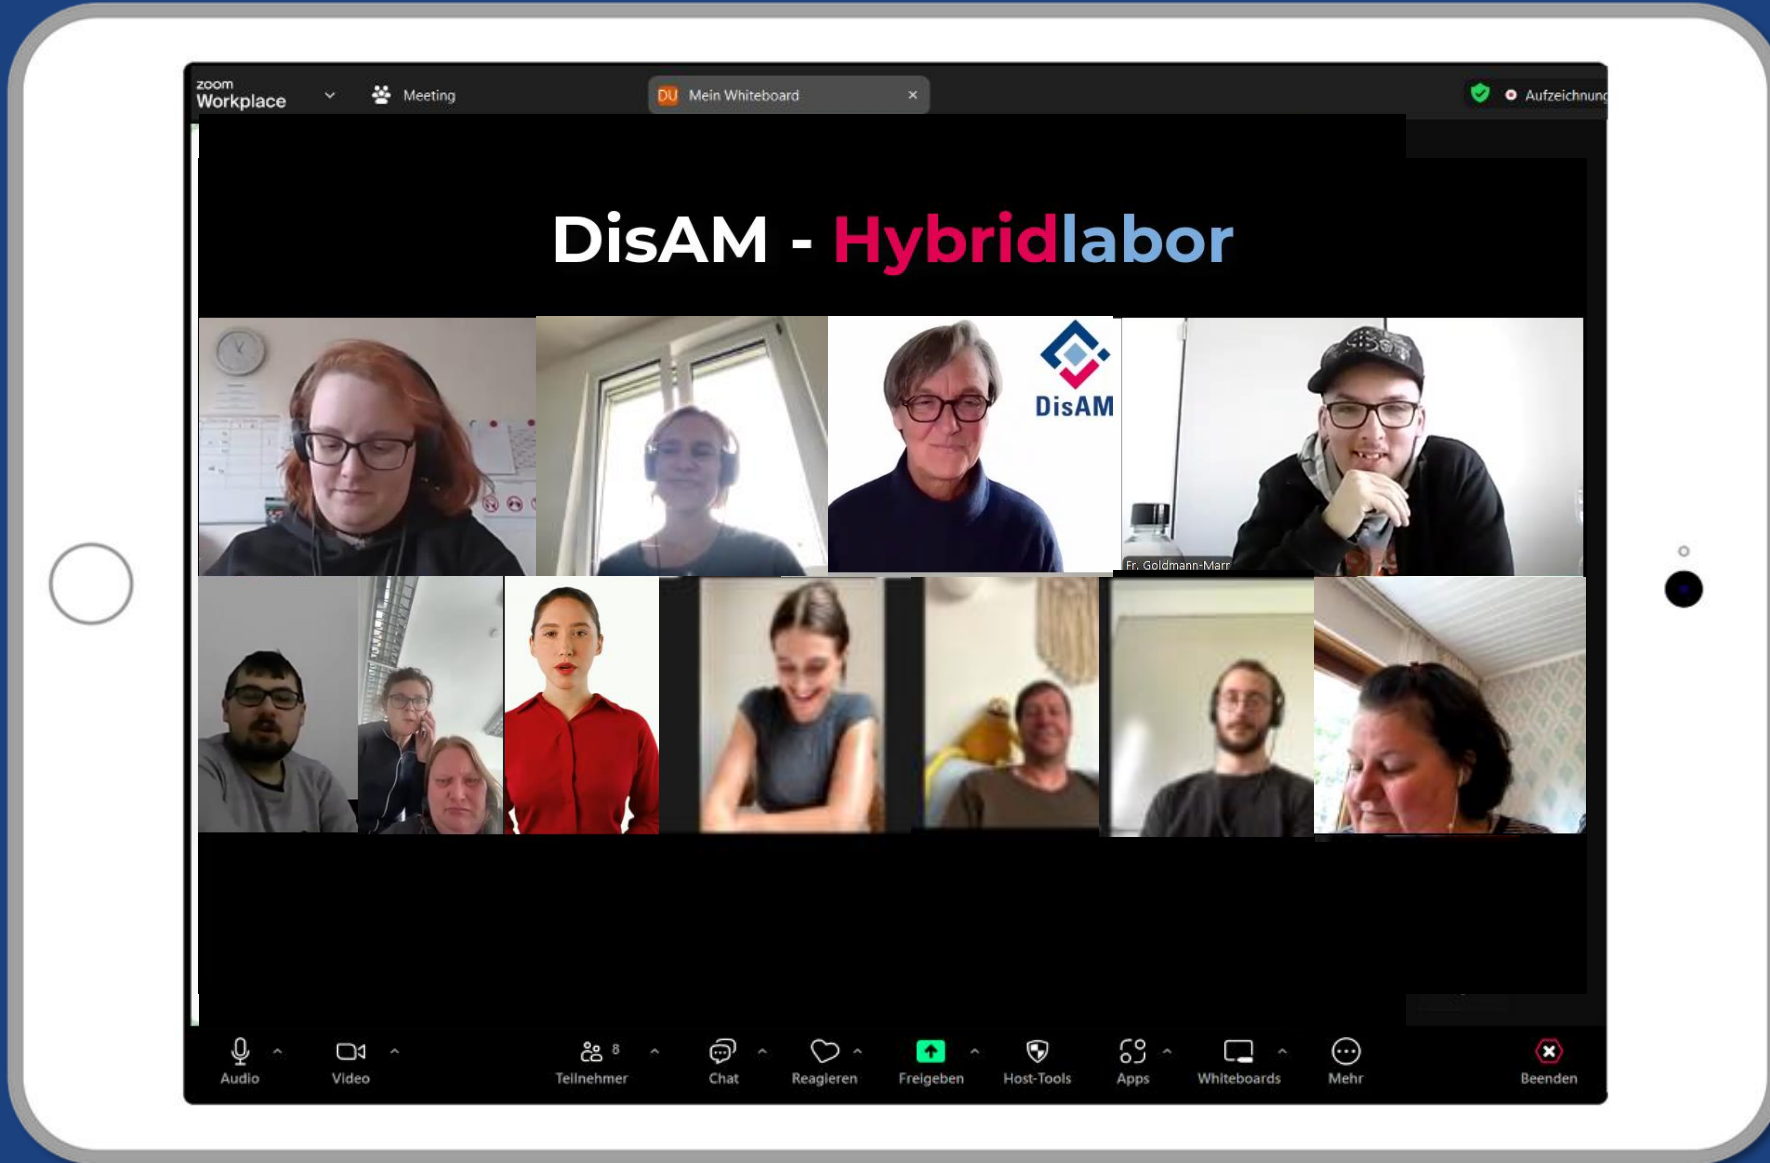 zoom
Workplace
Meeting
DU Mein Whiteboard
Aufzeichnung
DisAM - Hybridlabor
DisAM
Fr. Goldmann-Marr
8
Audio
Video
Teilnehmer
Chat
Reagieren
Freigeben
Host-Tools
Apps
Whiteboards
Mehr
Beenden